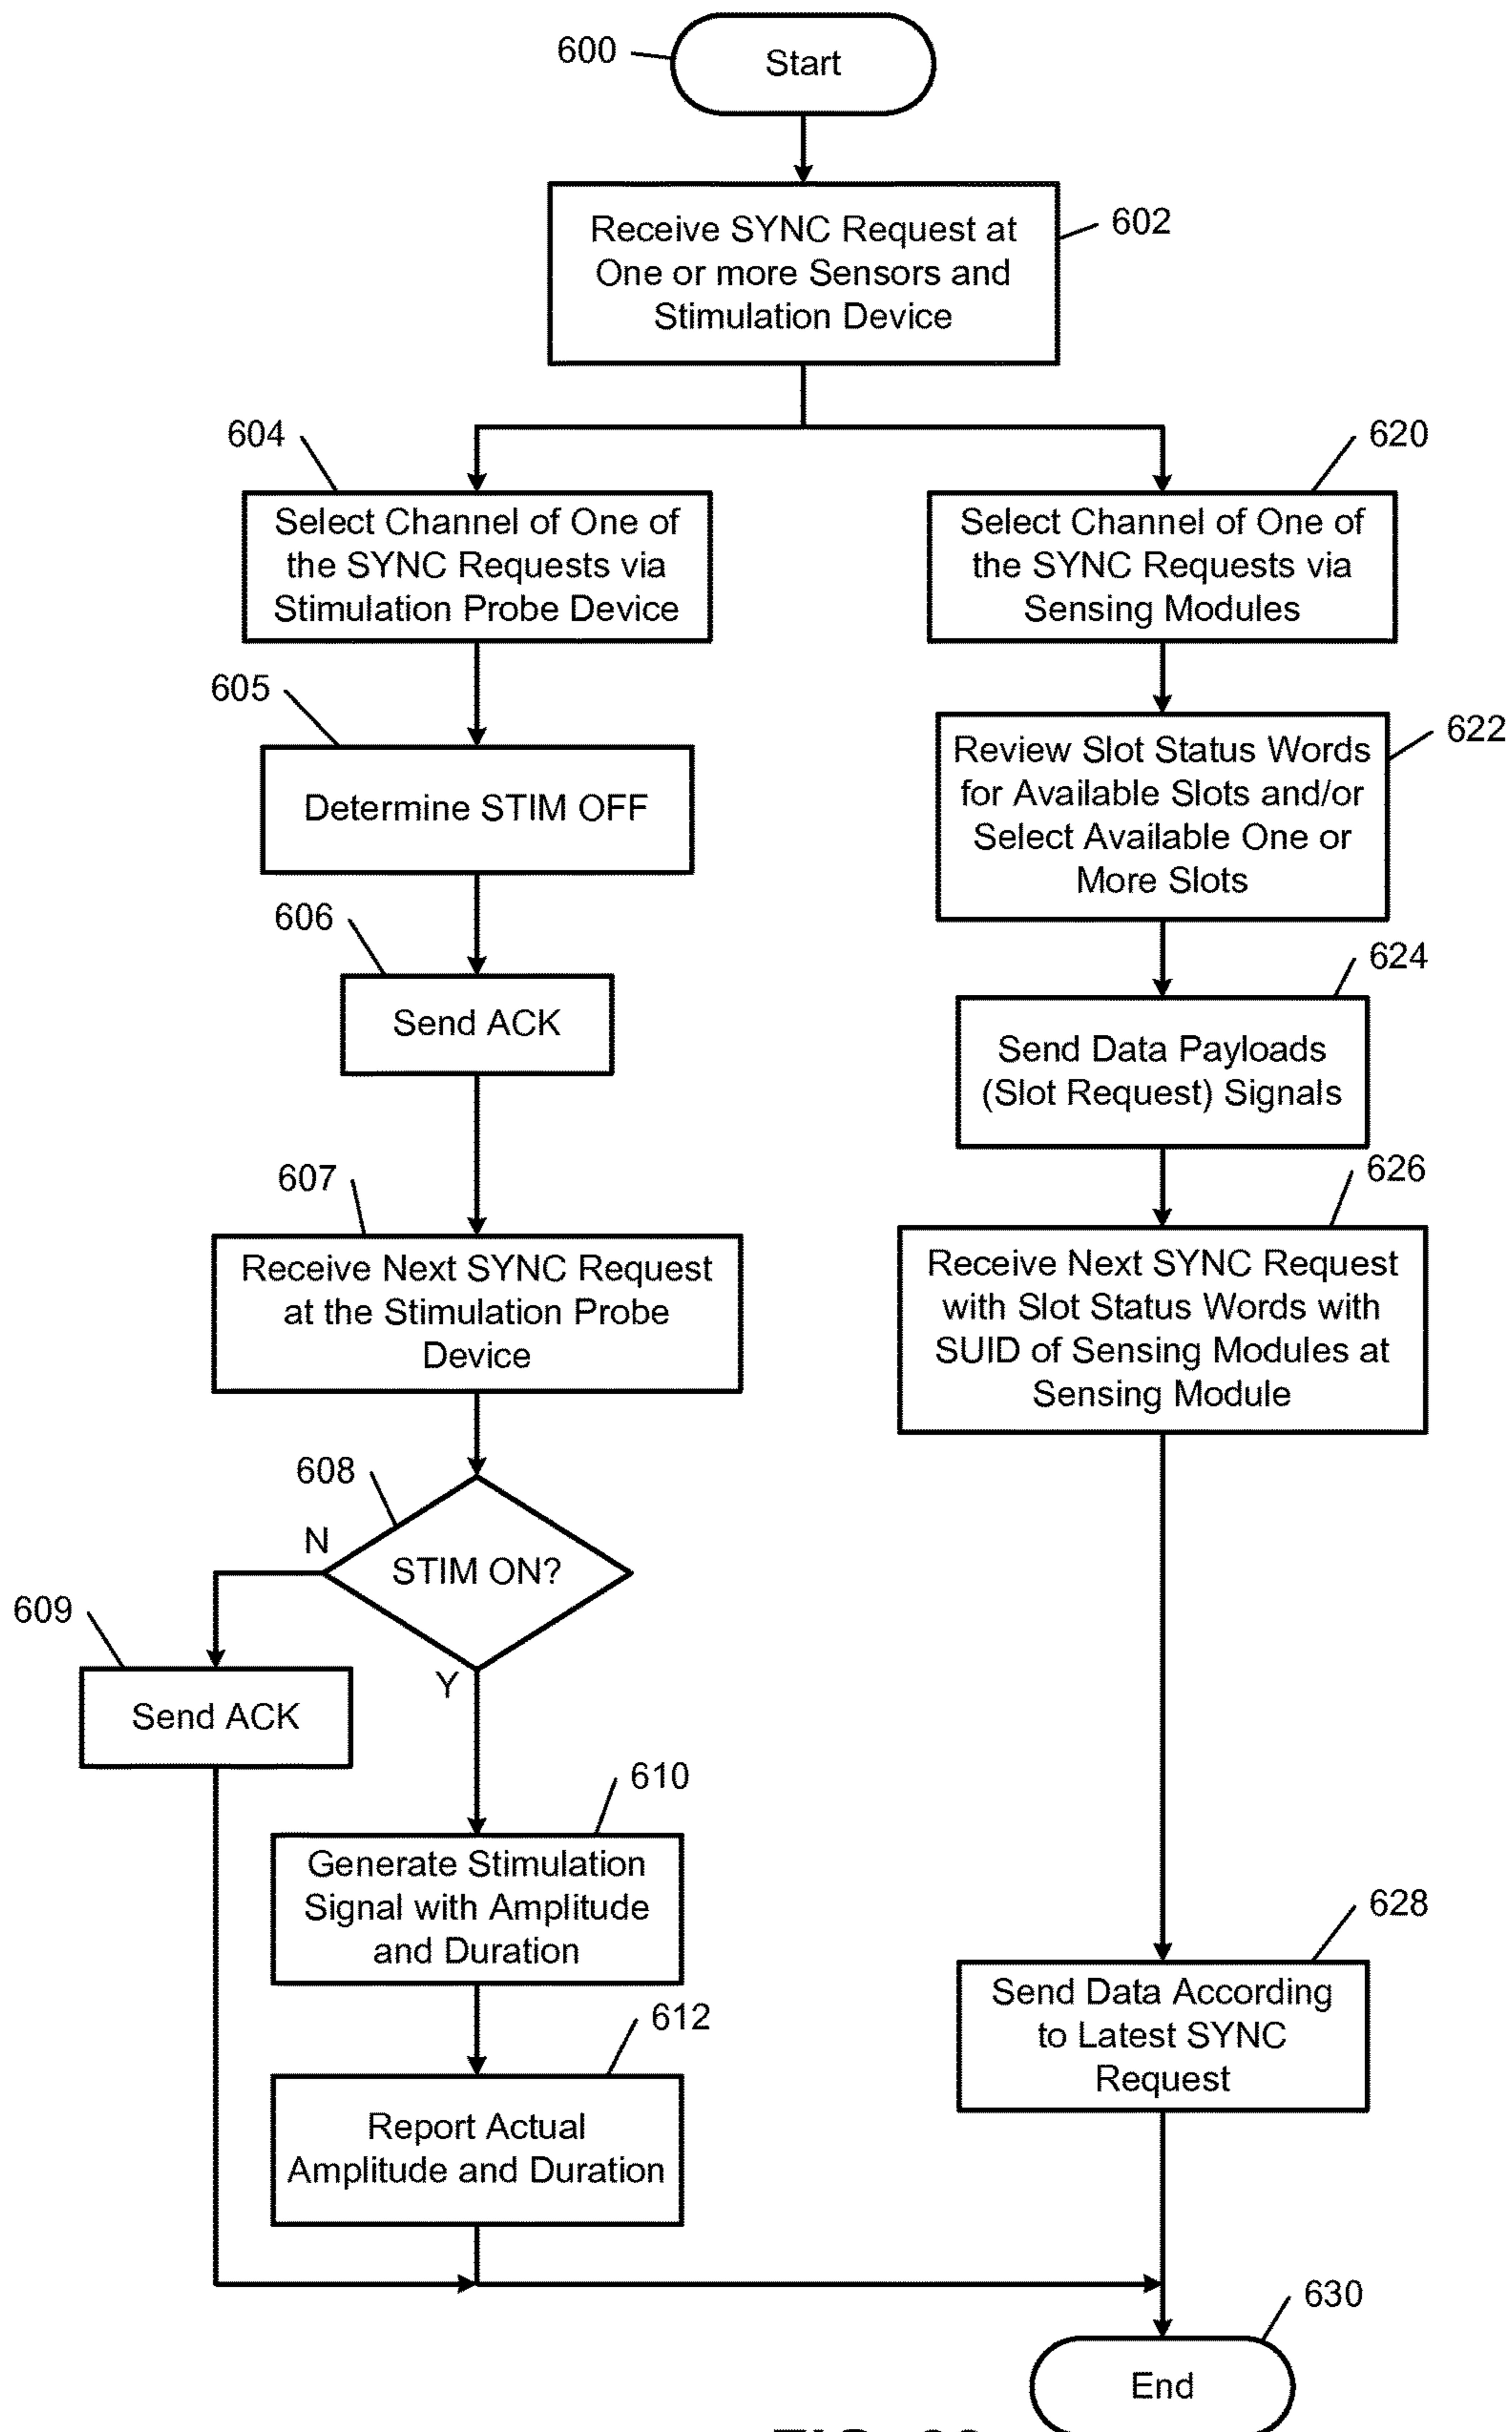 600
Start
602
Receive SYNC Request at
One or more Sensors and
Stimulation Device
604
Select Channel of One of
the SYNC Requests via
Stimulation Probe Device
605
Determine STIM OFF
606
Send ACK
607
Receive Next SYNC Request
at the Stimulation Probe
Device
608
STIM ON?
N
Y
609
Send ACK
610
Generate Stimulation
Signal with Amplitude
and Duration
612
Report Actual
Amplitude and Duration
620
Select Channel of One of
the SYNC Requests via
Sensing Modules
622
Review Slot Status Words
for Available Slots and/or
Select Available One or
More Slots
624
Send Data Payloads
(Slot Request) Signals
626
Receive Next SYNC Request
with Slot Status Words with
SUID of Sensing Modules at
Sensing Module
628
Send Data According
to Latest SYNC
Request
630
End